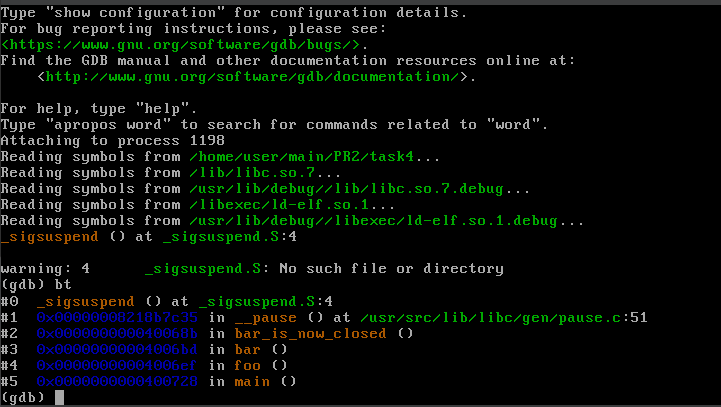 Type "show configuration" for configuration details.
For bug reporting instructions, please see:
<https://www.gnu.org/software/gdb/bugs/>.
Find the GDB manual and other documentation resources online at:
    <http://www.gnu.org/software/gdb/documentation/>.

For help, type "help".
Type "apropos word" to search for commands related to "word".
Attaching to process 1198
Reading symbols from /home/user/main/PR2/task4...
Reading symbols from /lib/libc.so.7...
Reading symbols from /usr/lib/debug//lib/libc.so.7.debug...
Reading symbols from /libexec/ld-elf.so.1...
Reading symbols from /usr/lib/debug//libexec/ld-elf.so.1.debug...
_sigsuspend () at _sigsuspend.S:4

warning: 4      _sigsuspend.S: No such file or directory
(gdb) bt
#0  _sigsuspend () at _sigsuspend.S:4
#1  0x00000008218b7c35 in __pause () at /usr/src/lib/libc/gen/pause.c:51
#2  0x000000000040068b in bar_is_now_closed ()
#3  0x00000000004006bd in bar ()
#4  0x00000000004006ef in foo ()
#5  0x0000000000400728 in main ()
(gdb)